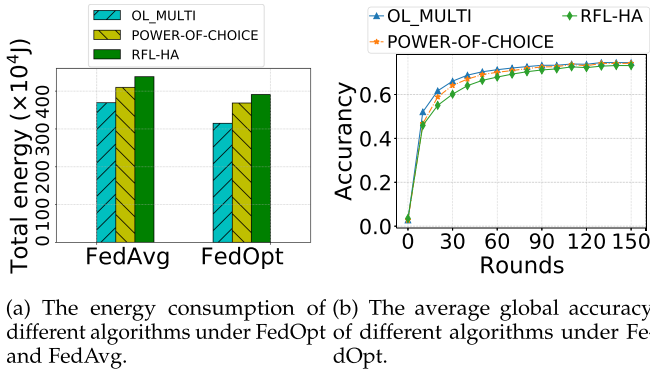 OL_MULTI
POWER-OF-CHOICE
RFL-HA
Total energy (×10⁴J)
0 100 200 300 400
FedAvg FedOpt
(a) The energy consumption of
different algorithms under FedOpt
and FedAvg.
OL_MULTI RFL-HA
POWER-OF-CHOICE
Accurancy
0.6
0.4
0.2
0.0
0 30 60 90 120 150
Rounds
(b) The average global accuracy
of different algorithms under Fe-
dOpt.